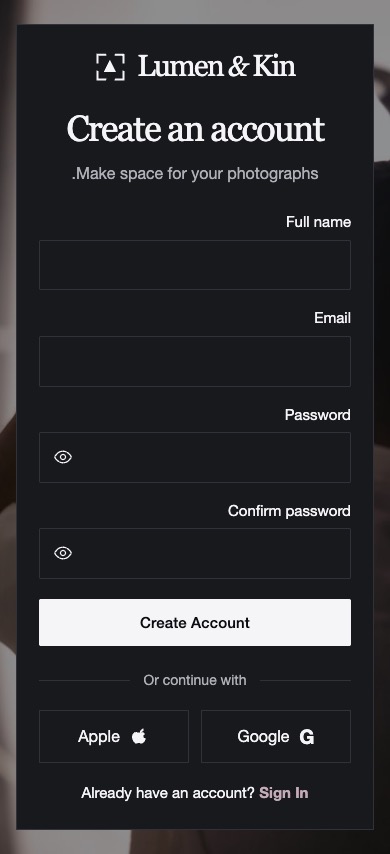 Lumen & Kin
Create an account
.Make space for your photographs
Full name
Email
Password
Confirm password
Create Account
Or continue with
Apple
Google G
Already have an account? Sign In